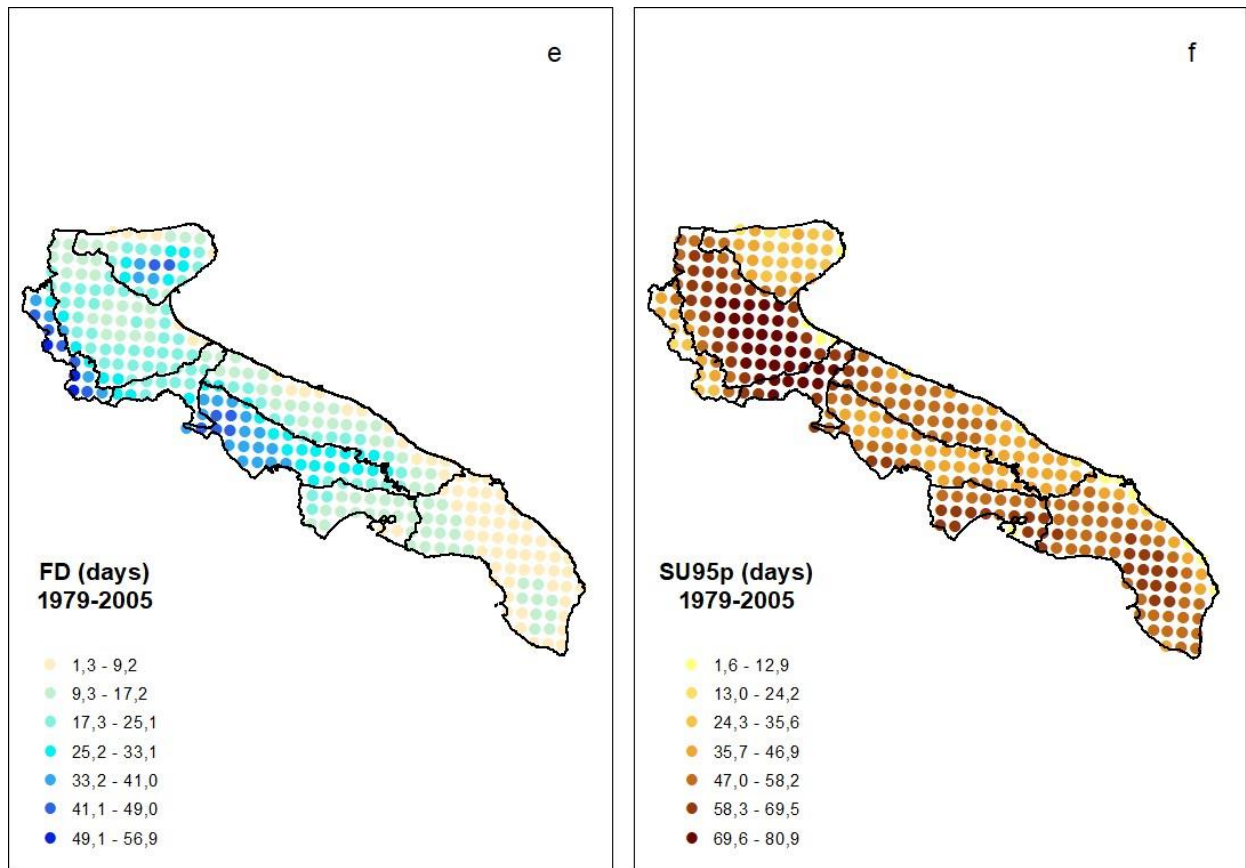 e
FD (days)
1979-2005
1,3 - 9,2
9,3 - 17,2
17,3 - 25,1
25,2 - 33,1
33,2 - 41,0
41,1 - 49,0
49,1 - 56,9
f
SU95p (days)
1979-2005
1,6 - 12,9
13,0 - 24,2
24,3 - 35,6
35,7 - 46,9
47,0 - 58,2
58,3 - 69,5
69,6 - 80,9